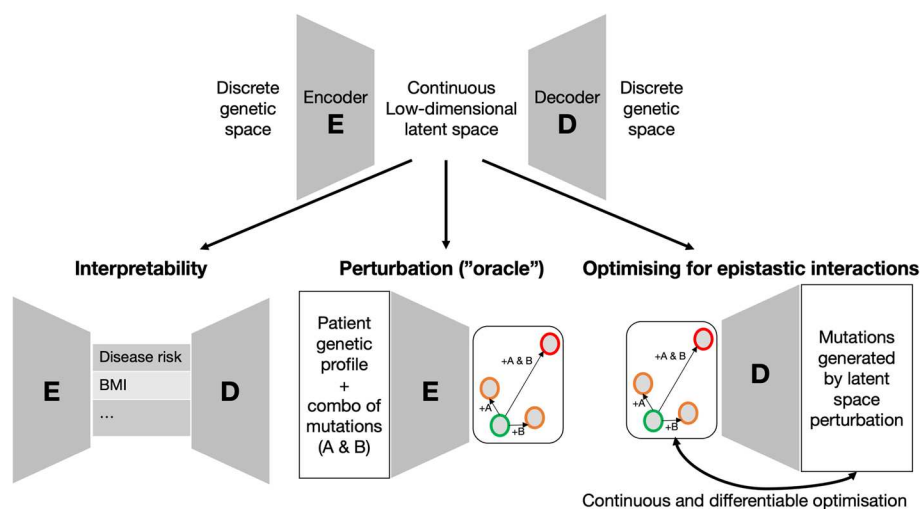 Discrete
genetic
space
Encoder
E
Continuous
Low-dimensional
latent space
Decoder
D
Discrete
genetic
space
Interpretability
E
Disease risk
BMI
...
D
Perturbation ("oracle")
Patient
genetic
profile
+
combo of
mutations
(A & B)
E
+A & B
+A
+B
Optimising for epistastic interactions
+A & B
+A
+B
D
Mutations
generated
by latent
space
perturbation
Continuous and differentiable optimisation